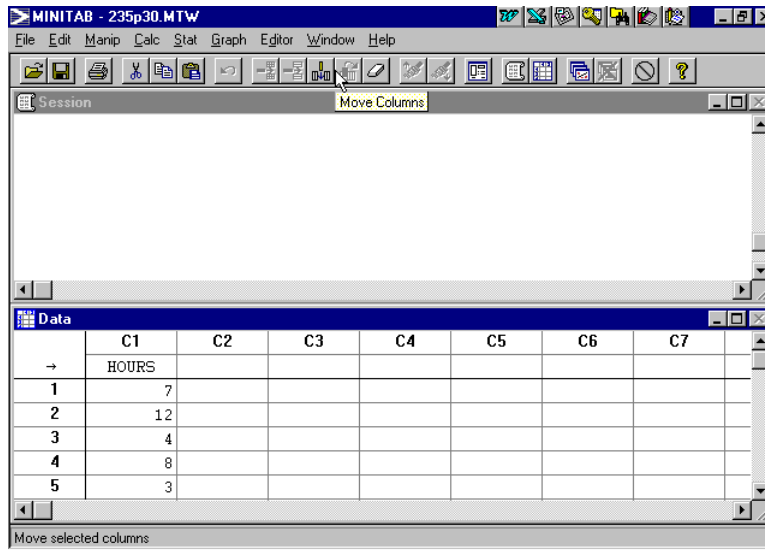 MINITAB - 235p30.MTW
File Edit Manip Calc Stat Graph Editor Window Help
Session
Move Columns
Data
C1 C2 C3 C4 C5 C6 C7
→ HOURS
1 7
2 12
3 4
4 8
5 3
Move selected columns